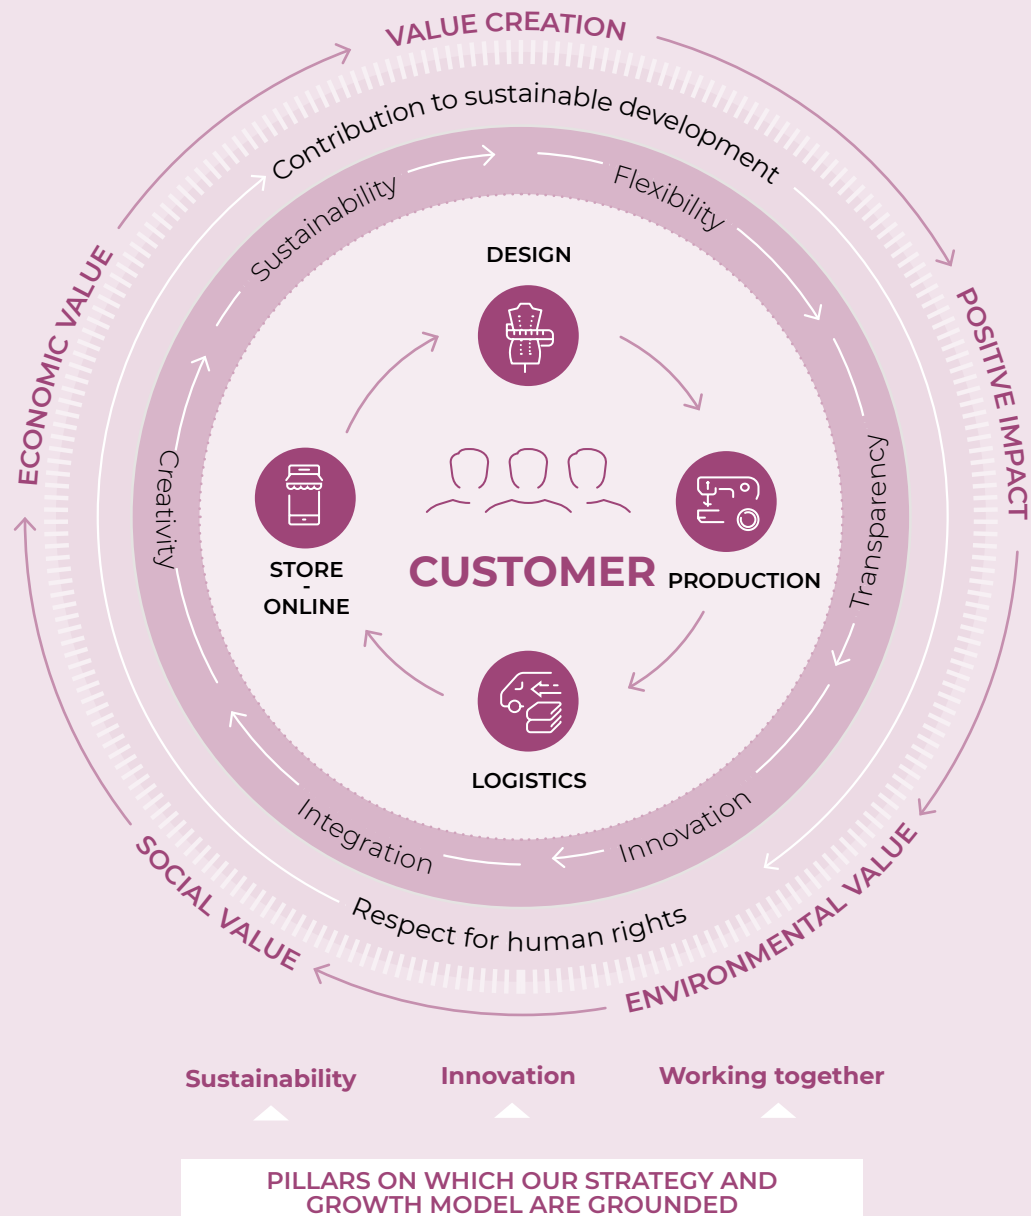 VALUE CREATION
POSITIVE IMPACT
ENVIRONMENTAL VALUE
SOCIAL VALUE
ECONOMIC VALUE
Contribution to sustainable development
Respect for human rights
Sustainability
Flexibility
Transparency
Innovation
Integration
Creativity
DESIGN
PRODUCTION
LOGISTICS
STORE
-
ONLINE
CUSTOMER
Sustainability
Innovation
Working together
PILLARS ON WHICH OUR STRATEGY AND
GROWTH MODEL ARE GROUNDED